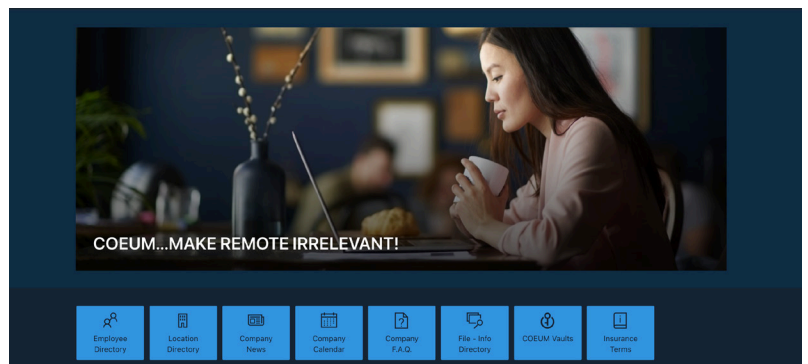 COEUM...MAKE REMOTE IRRELEVANT!
Employee
Directory
Location
Directory
Company
News
Company
Calendar
Company
F.A.Q.
File - Info
Directory
COEUM Vaults
Insurance
Terms